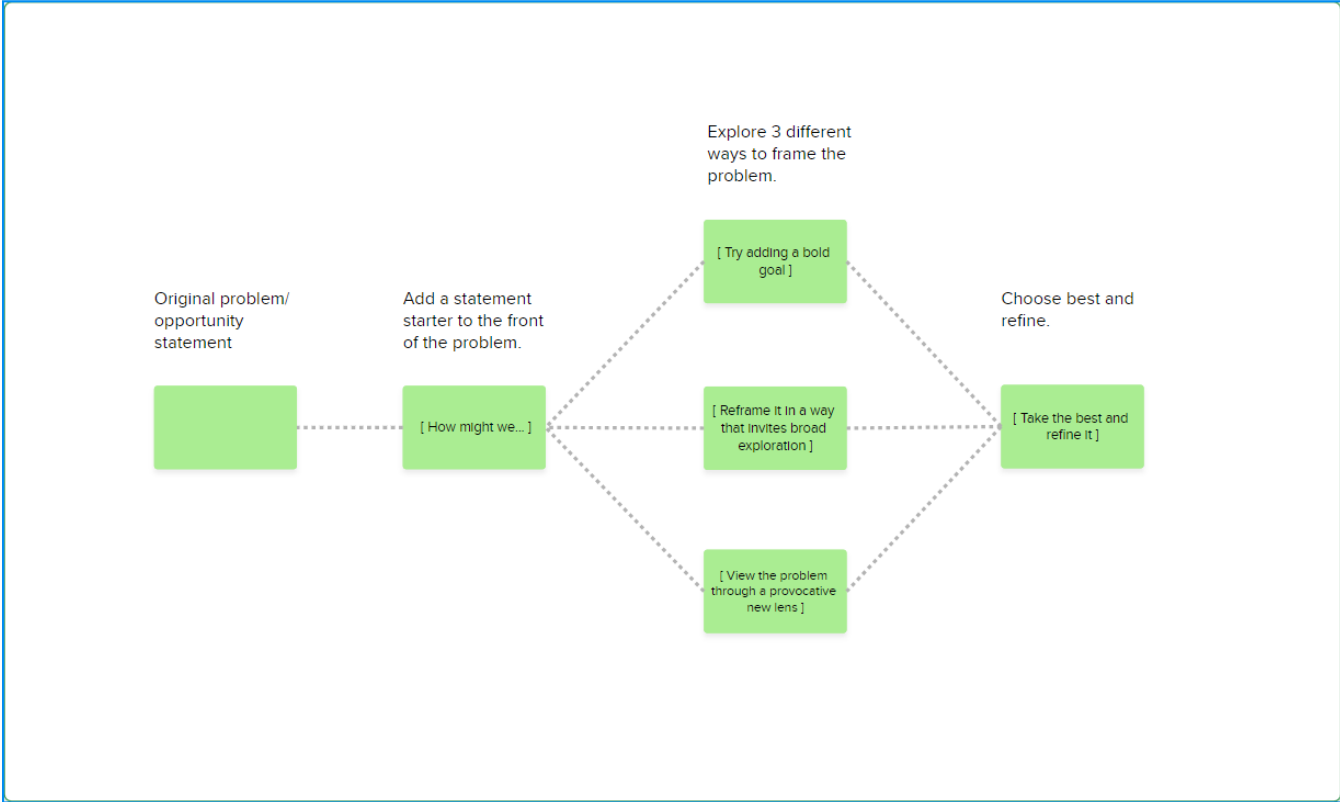 Explore 3 different
ways to frame the
problem.
[ Try adding a bold
goal ]
Original problem/
opportunity
statement
Add a statement
starter to the front
of the problem.
Choose best and
refine.
[ How might we... ]
[ Reframe it in a way
that invites broad
exploration ]
[ Take the best and
refine it ]
[ View the problem
through a provocative
new lens ]